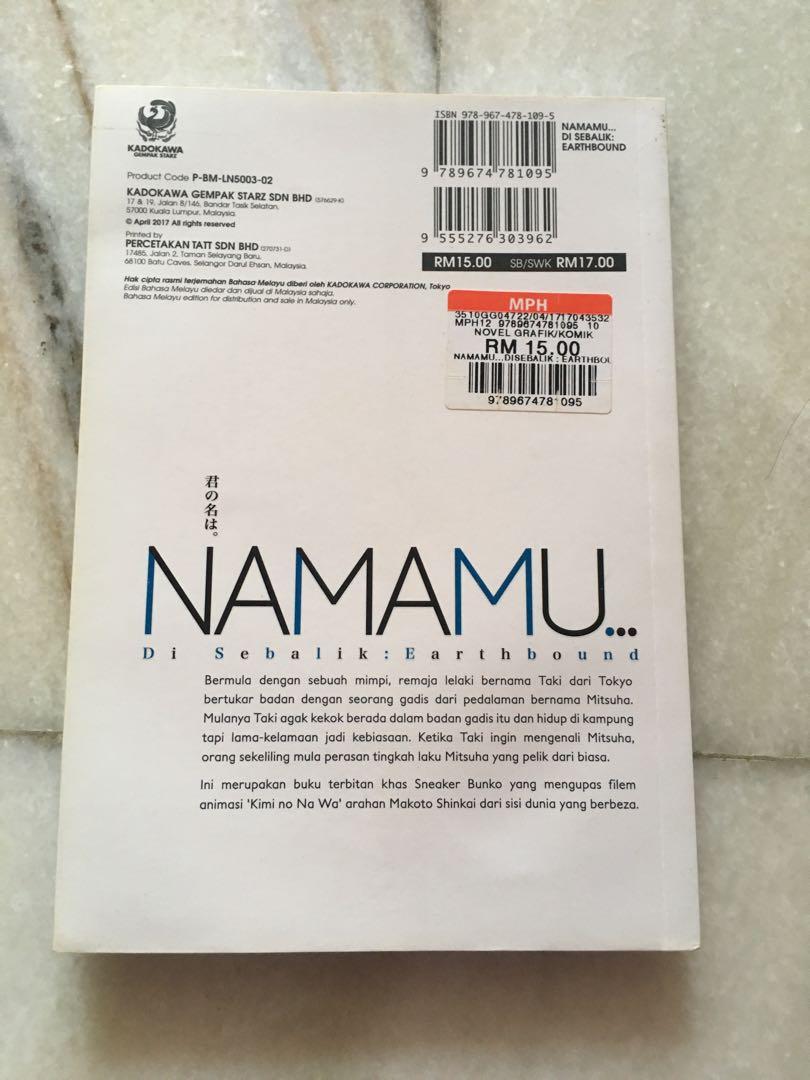 KADOKAWA
GEMPAK STARZ
Product Code P-BM-LN5003-02
KADOKAWA GEMPAK STARZ SDN BHD (576629-K)
17 & 19, Jalan 8/146, Bandar Tasik Selatan,
57000 Kuala Lumpur, Malaysia.
© April 2017 All rights reserved
Printed by
PERCETAKAN TATT SDN BHD (270731-D)
17485, Jalan 2, Taman Selayang Baru,
68100 Batu Caves, Selangor Darul Ehsan, Malaysia.
Hak cipta rasmi terjemahan Bahasa Melayu diberi oleh KADOKAWA CORPORATION, Tokyo
Edisi Bahasa Melayu diedar dan dijual di Malaysia sahaja.
Bahasa Melayu edition for distribution and sale in Malaysia only.
ISBN 978-967-478-109-5
9 789674 781095
NAMAMU...
DI SEBALIK:
EARTHBOUND
9 555276 303962
RM15.00 SB/SWK RM17.00
MPH
3510GG04722/04/1717043532
MPH12 9789674781095 10
NOVEL GRAFIK/KOMIK
RM 15.00
NAMAMU...DISEBALIK : EARTHBOU
9789674781095
君の名は。
NAMAMU...
Di Sebalik:Earthbound
Bermula dengan sebuah mimpi, remaja lelaki bernama Taki dari Tokyo
bertukar badan dengan seorang gadis dari pedalaman bernama Mitsuha.
Mulanya Taki agak kekok berada dalam badan gadis itu dan hidup di kampung
tapi lama-kelamaan jadi kebiasaan. Ketika Taki ingin mengenali Mitsuha,
orang sekeliling mula perasan tingkah laku Mitsuha yang pelik dari biasa.
Ini merupakan buku terbitan khas Sneaker Bunko yang mengupas filem
animasi 'Kimi no Na Wa' arahan Makoto Shinkai dari sisi dunia yang berbeza.